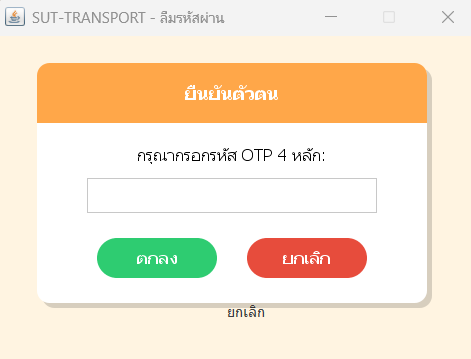 SUT-TRANSPORT - ลืมรหัสผ่าน
ยืนยันตัวตน
กรุณากรอกรหัส OTP 4 หลัก:
ตกลง
ยกเลิก
ยกเลิก